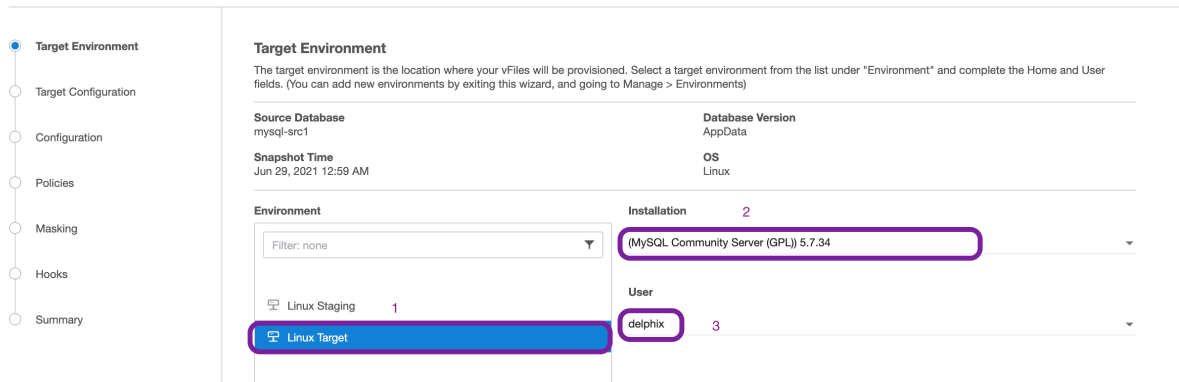 Target Environment
Target Configuration
Configuration
Policies
Masking
Hooks
Summary
Target Environment
The target environment is the location where your vFiles will be provisioned. Select a target environment from the list under "Environment" and complete the Home and User
fields. (You can add new environments by exiting this wizard, and going to Manage > Environments)
Source Database
mysql-src1
Database Version
AppData
Snapshot Time
Jun 29, 2021 12:59 AM
OS
Linux
Environment
Filter: none
Linux Staging 1
Linux Target
Installation 2
(MySQL Community Server (GPL)) 5.7.34
User
delphix 3